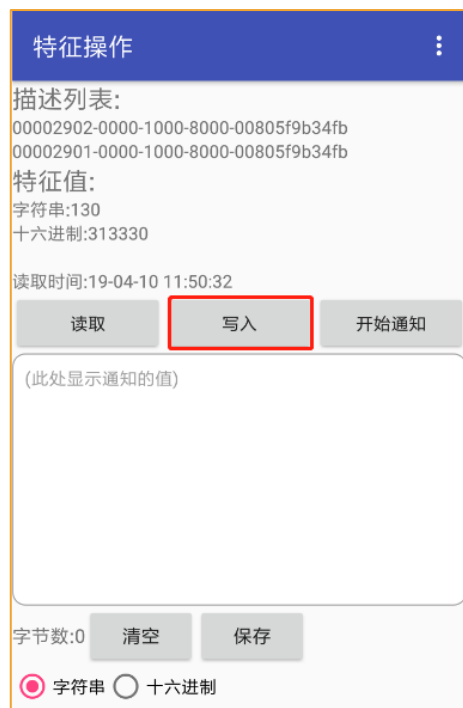 特征操作
描述列表:
00002902-0000-1000-8000-00805f9b34fb
00002901-0000-1000-8000-00805f9b34fb
特征值:
字符串:130
十六进制:313330
读取时间:19-04-10 11:50:32
读取 写入 开始通知
(此处显示通知的值)
字节数:0 清空 保存
字符串 十六进制